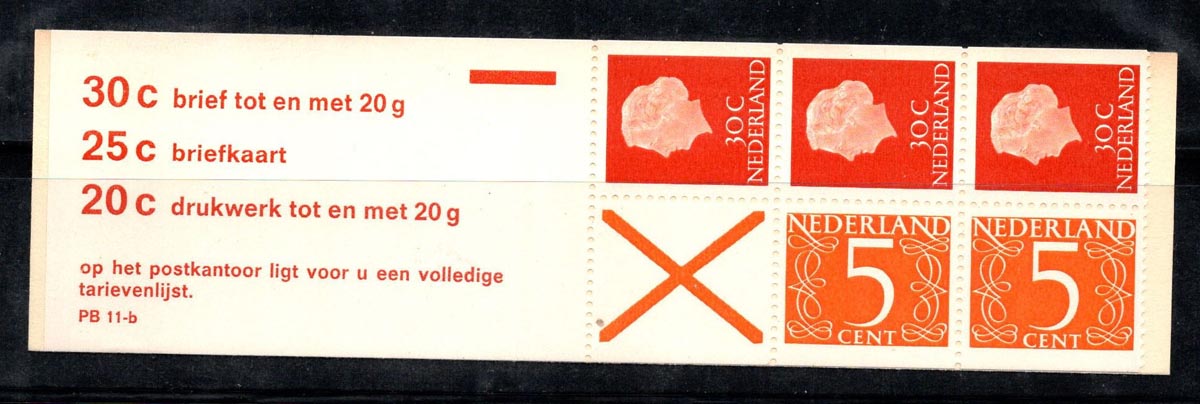 30 c brief tot en met 20 g
25 c briefkaart
20 c drukwerk tot en met 20 g
op het postkantoor ligt voor u een volledige
tarievenlijst.
PB 11-b
30 C
NEDERLAND
30 C
NEDERLAND
30 C
NEDERLAND
NEDERLAND
5
CENT
NEDERLAND
5
CENT